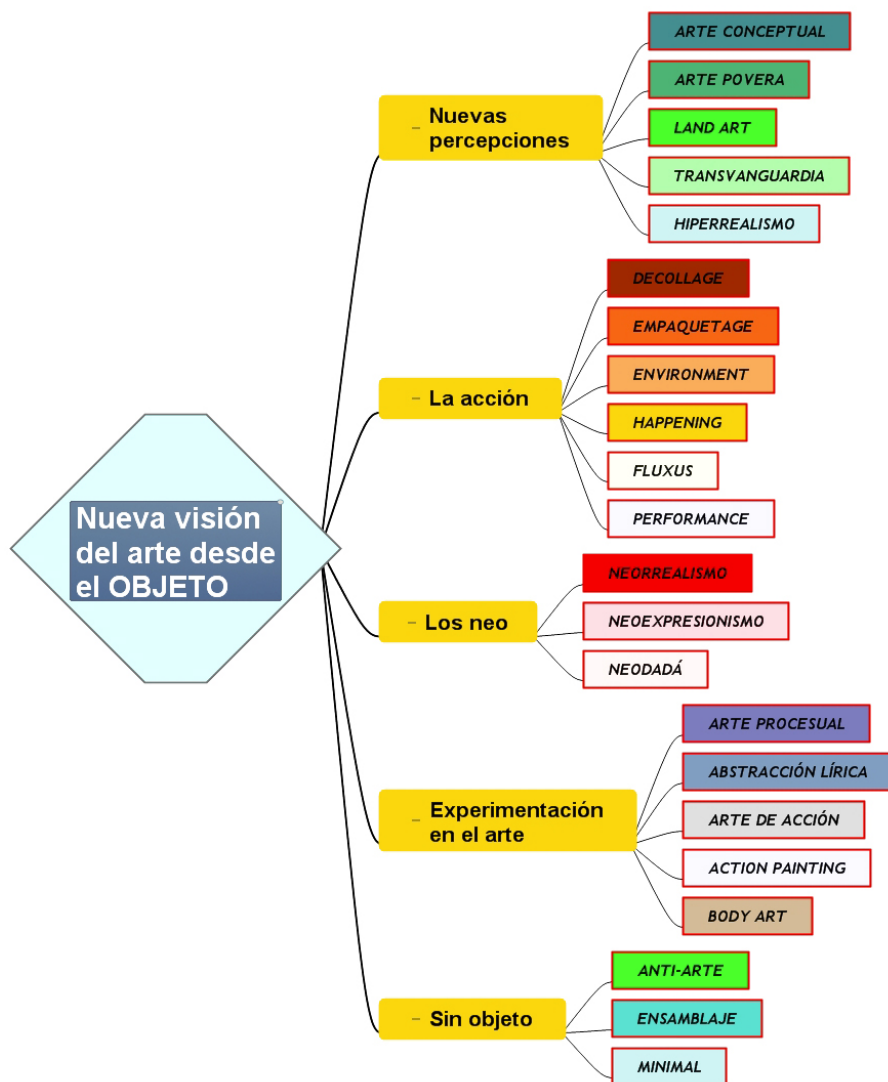 Nueva visión
del arte desde
el OBJETO
Nuevas
percepciones
ARTE CONCEPTUAL
ARTE POVERA
LAND ART
TRANSVANGUARDIA
HIPERREALISMO
La acción
DECOLLAGE
EMPAQUETAGE
ENVIRONMENT
HAPPENING
FLUXUS
PERFORMANCE
Los neo
NEORREALISMO
NEOEXPRESIONISMO
NEODADÁ
Experimentación
en el arte
ARTE PROCESUAL
ABSTRACCIÓN LÍRICA
ARTE DE ACCIÓN
ACTION PAINTING
BODY ART
Sin objeto
ANTI-ARTE
ENSAMBLAJE
MINIMAL